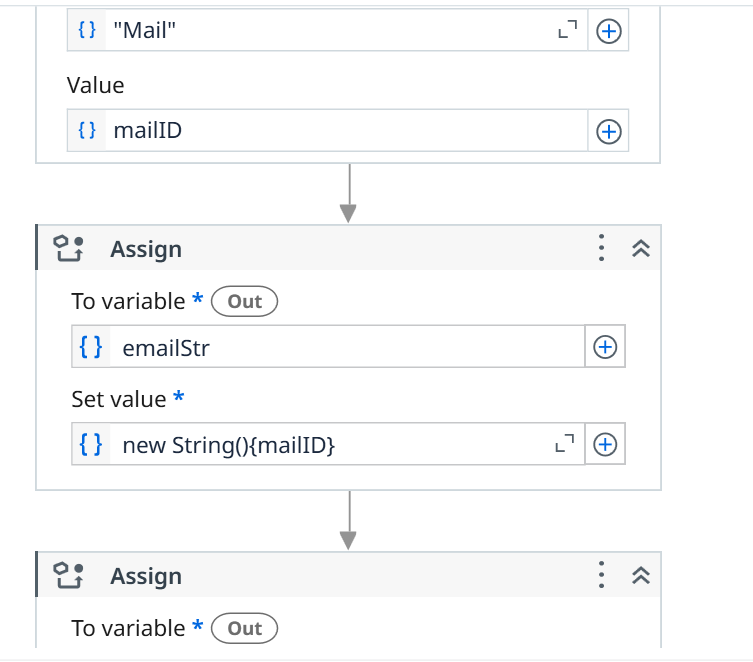 {} "Mail"
Value
{} mailID
Assign
To variable * Out
{} emailStr
Set value *
{} new String(){mailID}
Assign
To variable * Out